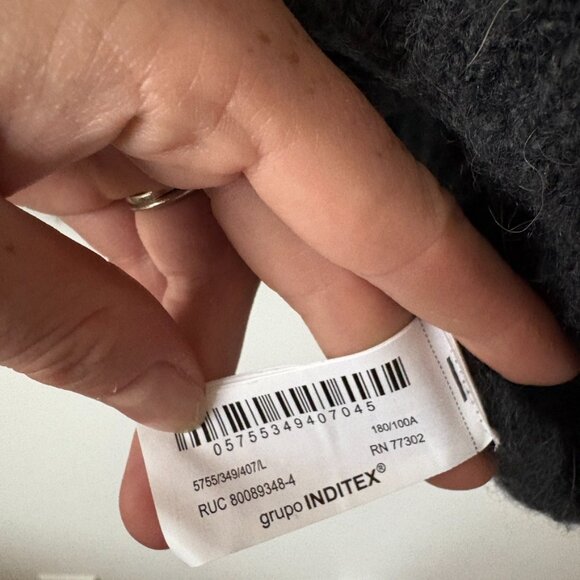 05755349407045
5755/349/407/L
180/100A
RUC 80089348-4
RN 77302
grupo INDITEX®